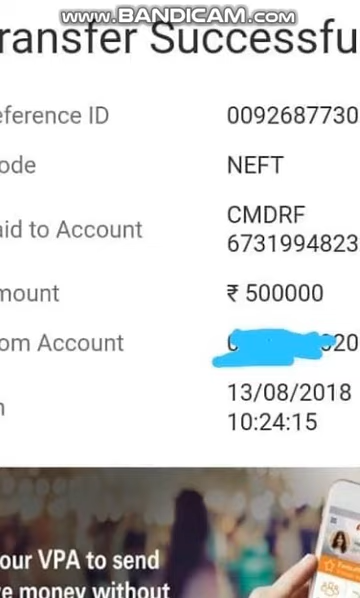 www.BANDICAM.com
ransfer Successfu
eference ID 0092687730
ode NEFT
aid to Account CMDRF
6731994823
mount ₹ 500000
om Account 20
n 13/08/2018
10:24:15
our VPA to send
e money without